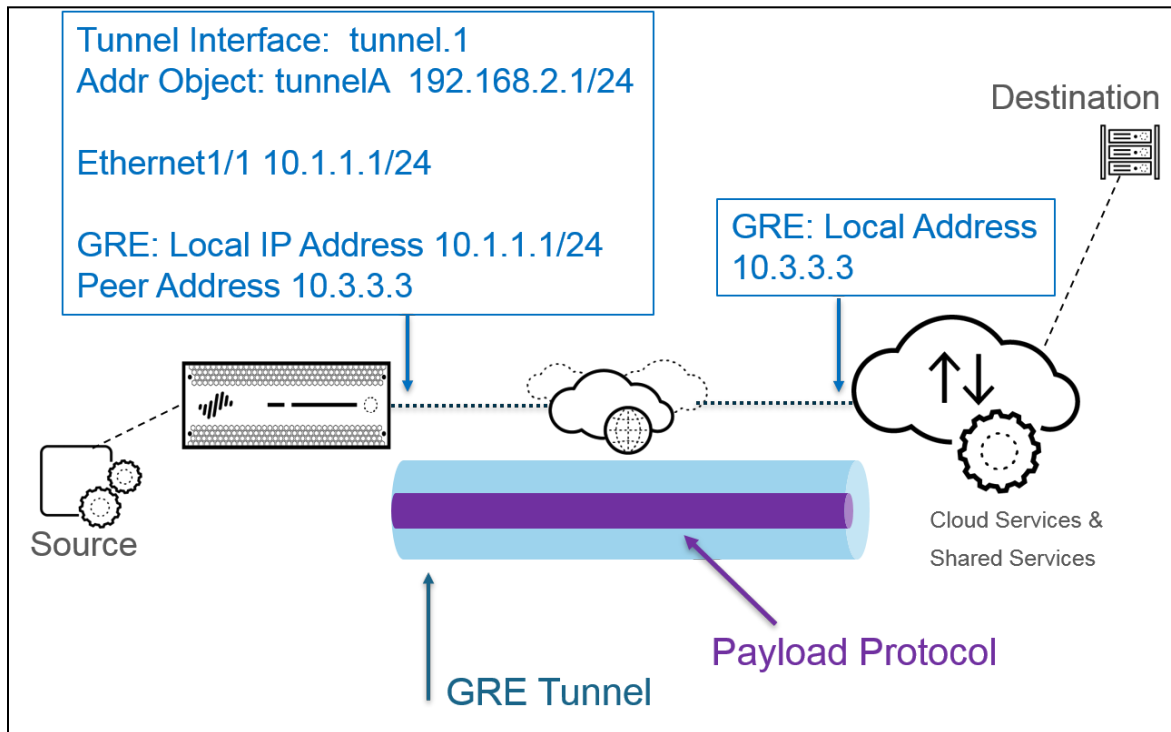 Tunnel Interface: tunnel.1
Addr Object: tunnelA 192.168.2.1/24
Ethernet1/1 10.1.1.1/24
GRE: Local IP Address 10.1.1.1/24
Peer Address 10.3.3.3
Destination
GRE: Local Address
10.3.3.3
Source
Cloud Services &
Shared Services
Payload Protocol
GRE Tunnel